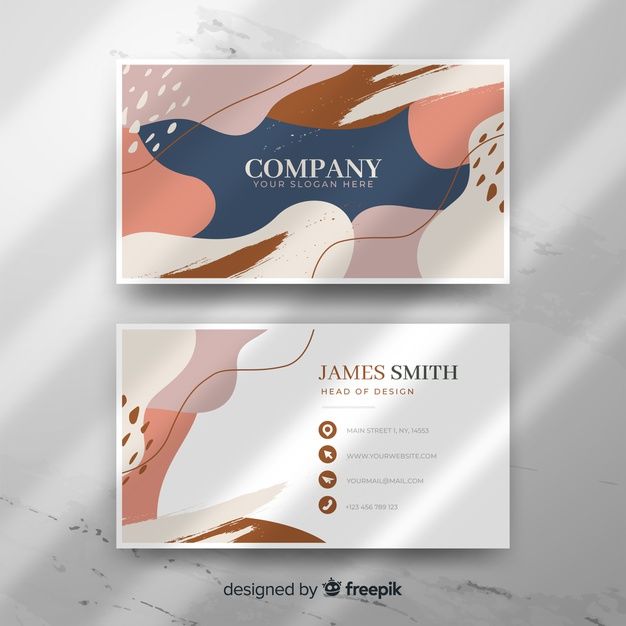 COMPANY
YOUR SLOGAN HERE
JAMES SMITH
HEAD OF DESIGN
MAIN STREET 1, NY, 14553
WWW.YOURWEBSITE.COM
YOURMAIL@MAIL.COM
+123 456 789 123
designed by freepik